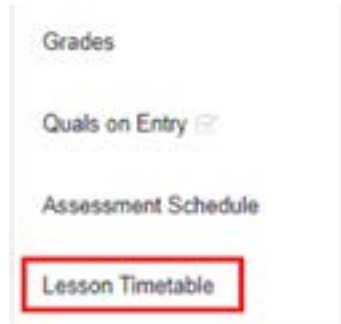 Grades
Quals on Entry
Assessment Schedule
Lesson Timetable